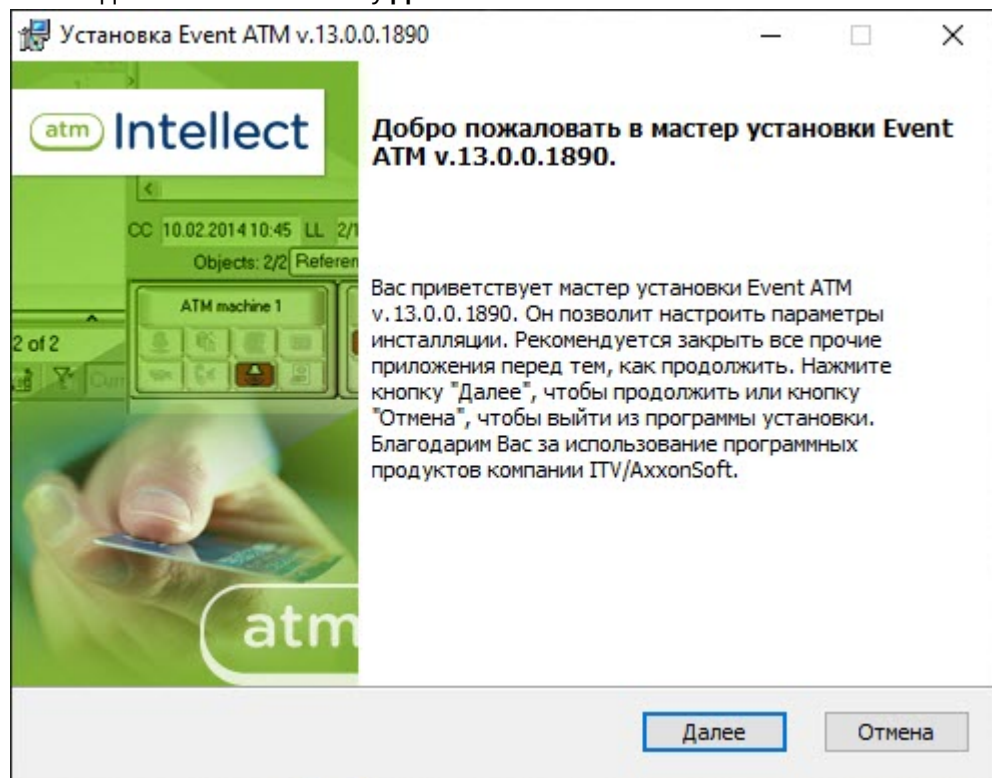 Установка Event ATM v.13.0.0.1890
atm Intellect
Добро пожаловать в мастер установки Event
ATM v.13.0.0.1890.
CC 10.02.2014 10:45 LL 2/1
Objects: 2/2 Referen
ATM machine 1
2 of 2
Curr
Вас приветствует мастер установки Event ATM
v.13.0.0.1890. Он позволит настроить параметры
инсталляции. Рекомендуется закрыть все прочие
приложения перед тем, как продолжить. Нажмите
кнопку "Далее", чтобы продолжить или кнопку
"Отмена", чтобы выйти из программы установки.
Благодарим Вас за использование программных
продуктов компании ITV/AxxonSoft.
atm
Далее
Отмена